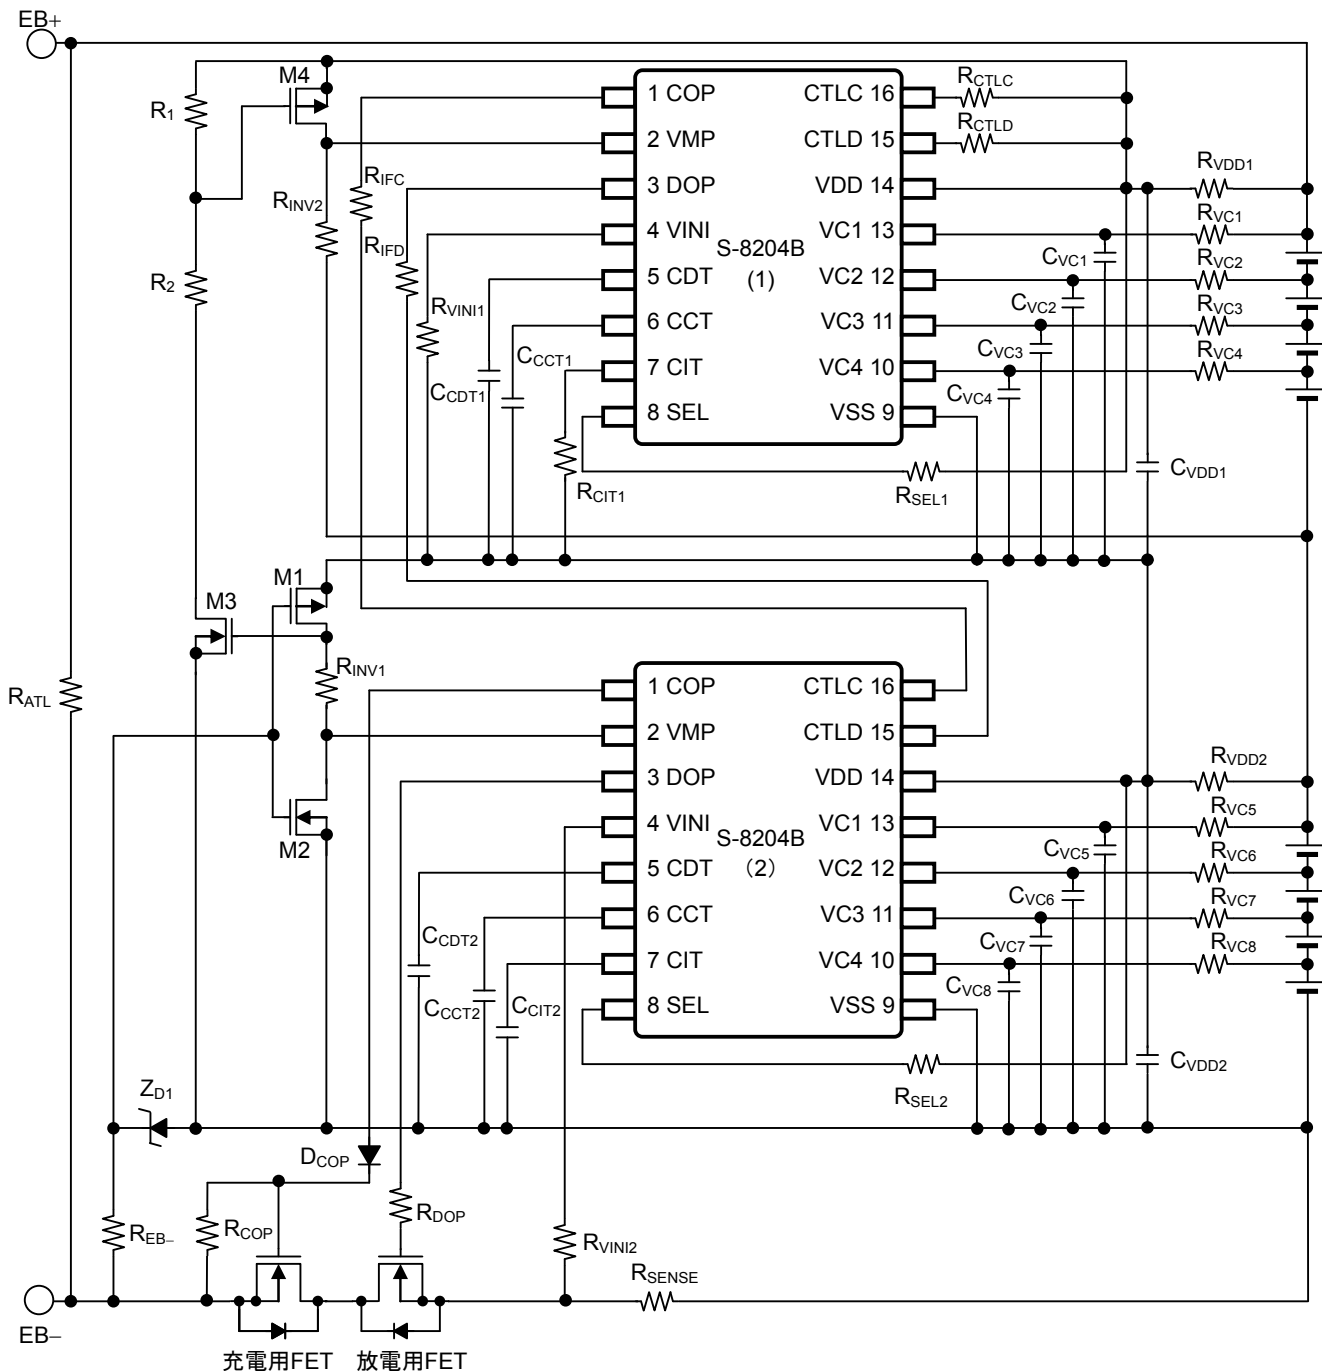 EB+
M4
R1
1 COP
CTLC 16
RCTLC
2 VMP
CTLD 15
RCTLD
RINV2
RIFC
3 DOP
VDD 14
RVDD1
RIFD
4 VINI
S-8204B
(1)
VC1 13
RVC1
CVC1
R2
RVINI1
5 CDT
VC2 12
RVC2
CVC2
6 CCT
VC3 11
RVC3
CVC3
CCCT1
CCDT1
7 CIT
VC4 10
RVC4
CVC4
8 SEL
VSS 9
RCIT1
RSEL1
CVDD1
M1
M3
RINV1
RATL
1 COP
CTLC 16
2 VMP
CTLD 15
3 DOP
VDD 14
RVDD2
M2
4 VINI
S-8204B
（2）
VC1 13
RVC5
CVC5
5 CDT
VC2 12
RVC6
CVC6
6 CCT
VC3 11
RVC7
CVC7
CCDT2
7 CIT
VC4 10
RVC8
CVC8
CCCT2
CCIT2
8 SEL
VSS 9
RSEL2
CVDD2
ZD1
DCOP
REB−
RCOP
RDOP
RVINI2
RSENSE
EB−
充電用FET
放電用FET